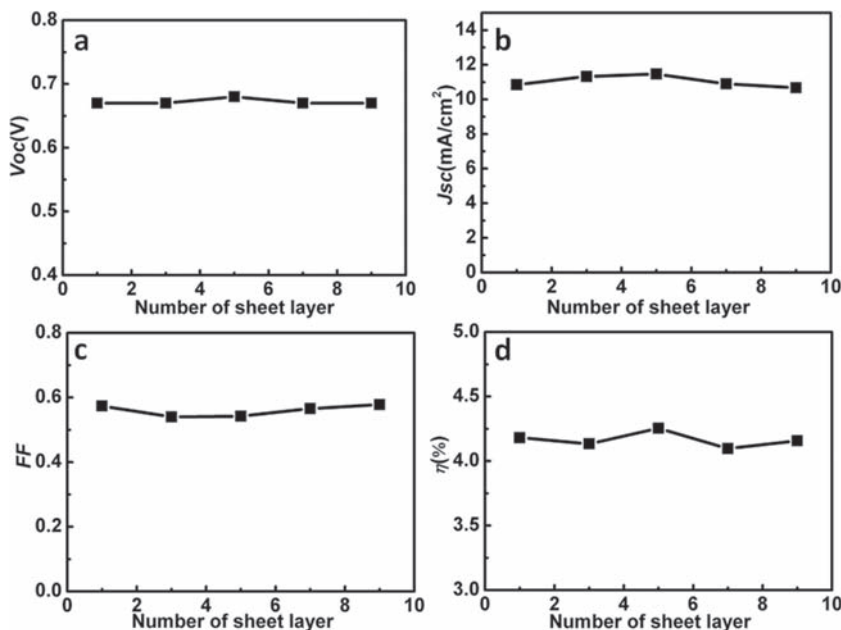 a
0.8
0.7
0.6
0.5
0.4
Voc(V)
0 2 4 6 8 10
Number of sheet layer
b
14
12
10
8
6
4
2
0
Jsc(mA/cm²)
0 2 4 6 8 10
Number of sheet layer
c
0.8
0.6
0.4
0.2
0.0
FF
0 2 4 6 8 10
Number of sheet layer
d
5.0
4.5
4.0
3.5
3.0
η(%)
0 2 4 6 8 10
Number of sheet layer